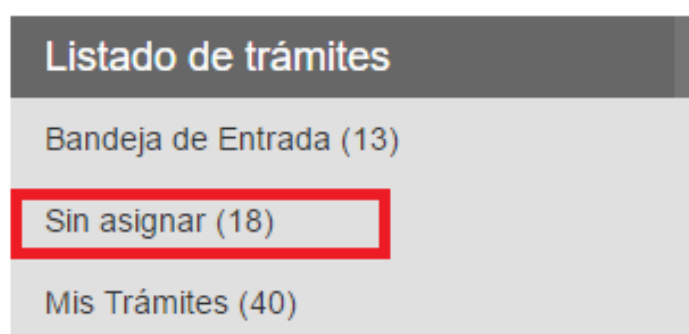 Listado de trámites
Bandeja de Entrada (13)
Sin asignar (18)
Mis Trámites (40)